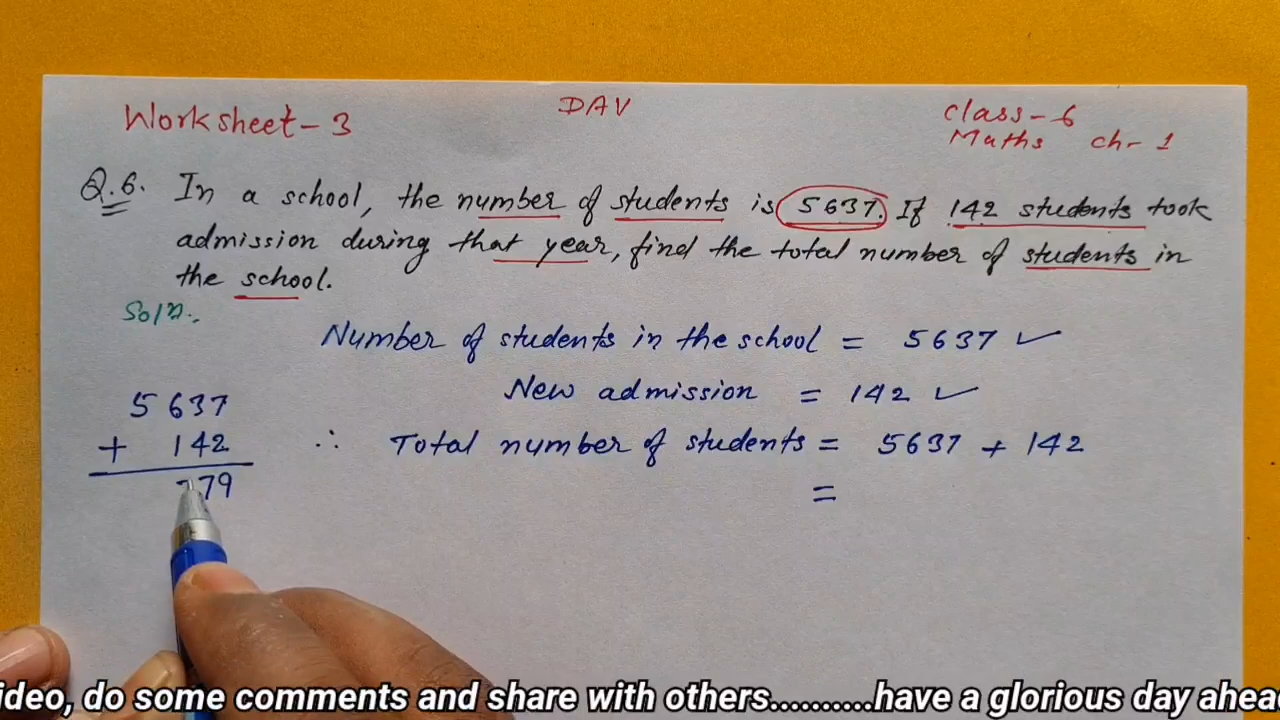 Worksheet-3
DAV
Class-6
Maths ch-1
Q.6. In a school, the number of students is 5637. If 142 students took
admission during that year, find the total number of students in
the school.
Soln.,
Number of students in the school = 5637 ✓
New admission = 142 ✓
∴ Total number of students = 5637 + 142
=
5637
+ 142
79
ideo, do some comments and share with others..........have a glorious day ahea